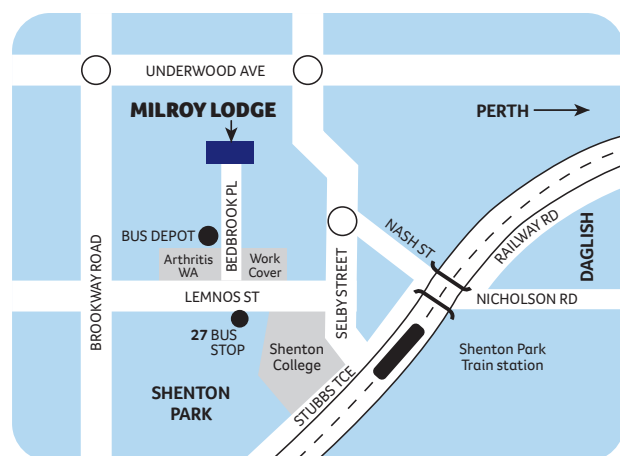 UNDERWOOD AVE
MILROY LODGE
PERTH
BROOKWAY ROAD
BEDBROOK PL
BUS DEPOT
Arthritis
WA
Work
Cover
LEMNOS ST
SELBY STREET
NASH ST
RAILWAY RD
DAGLISH
NICHOLSON RD
27 BUS
STOP
Shenton
College
STUBBS TCE
Shenton Park
Train station
SHENTON
PARK